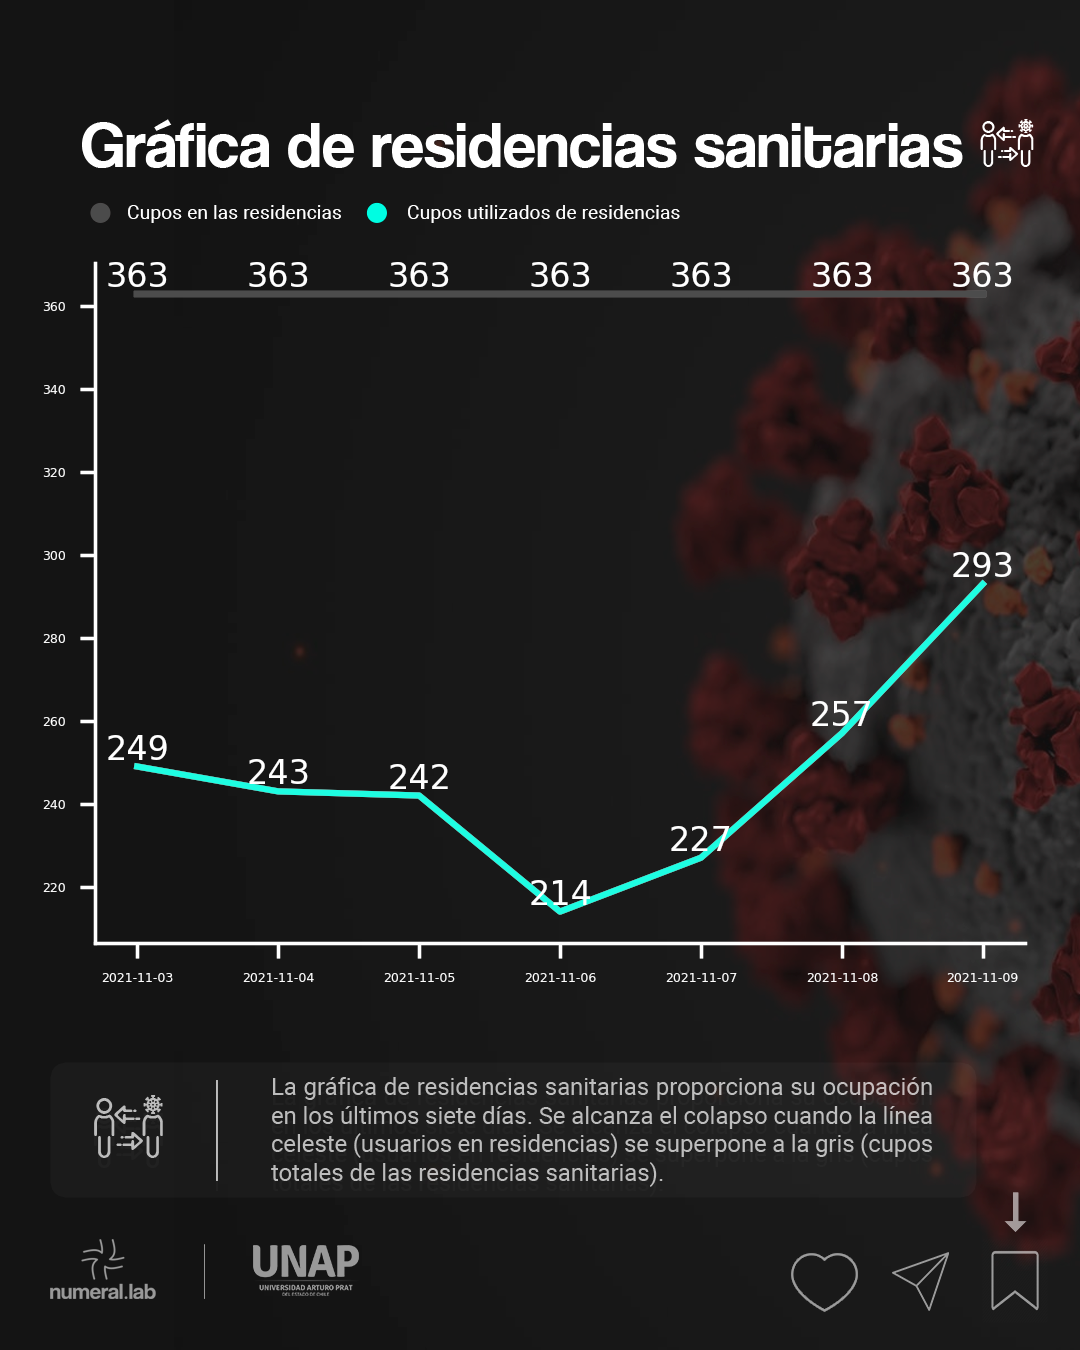 Gráfica de residencias sanitarias
Cupos en las residencias Cupos utilizados de residencias
363 363 363 363 363 363 363
360
340
320
300
293
280
260
257
249
243
242
240
227
220
214
2021-11-03 2021-11-04 2021-11-05 2021-11-06 2021-11-07 2021-11-08 2021-11-09
La gráfica de residencias sanitarias proporciona su ocupación
en los últimos siete días. Se alcanza el colapso cuando la línea
celeste (usuarios en residencias) se superpone a la gris (cupos
totales de las residencias sanitarias).
numeral.lab
UNAP
UNIVERSIDAD ARTURO PRAT
DEL ESTADO DE CHILE